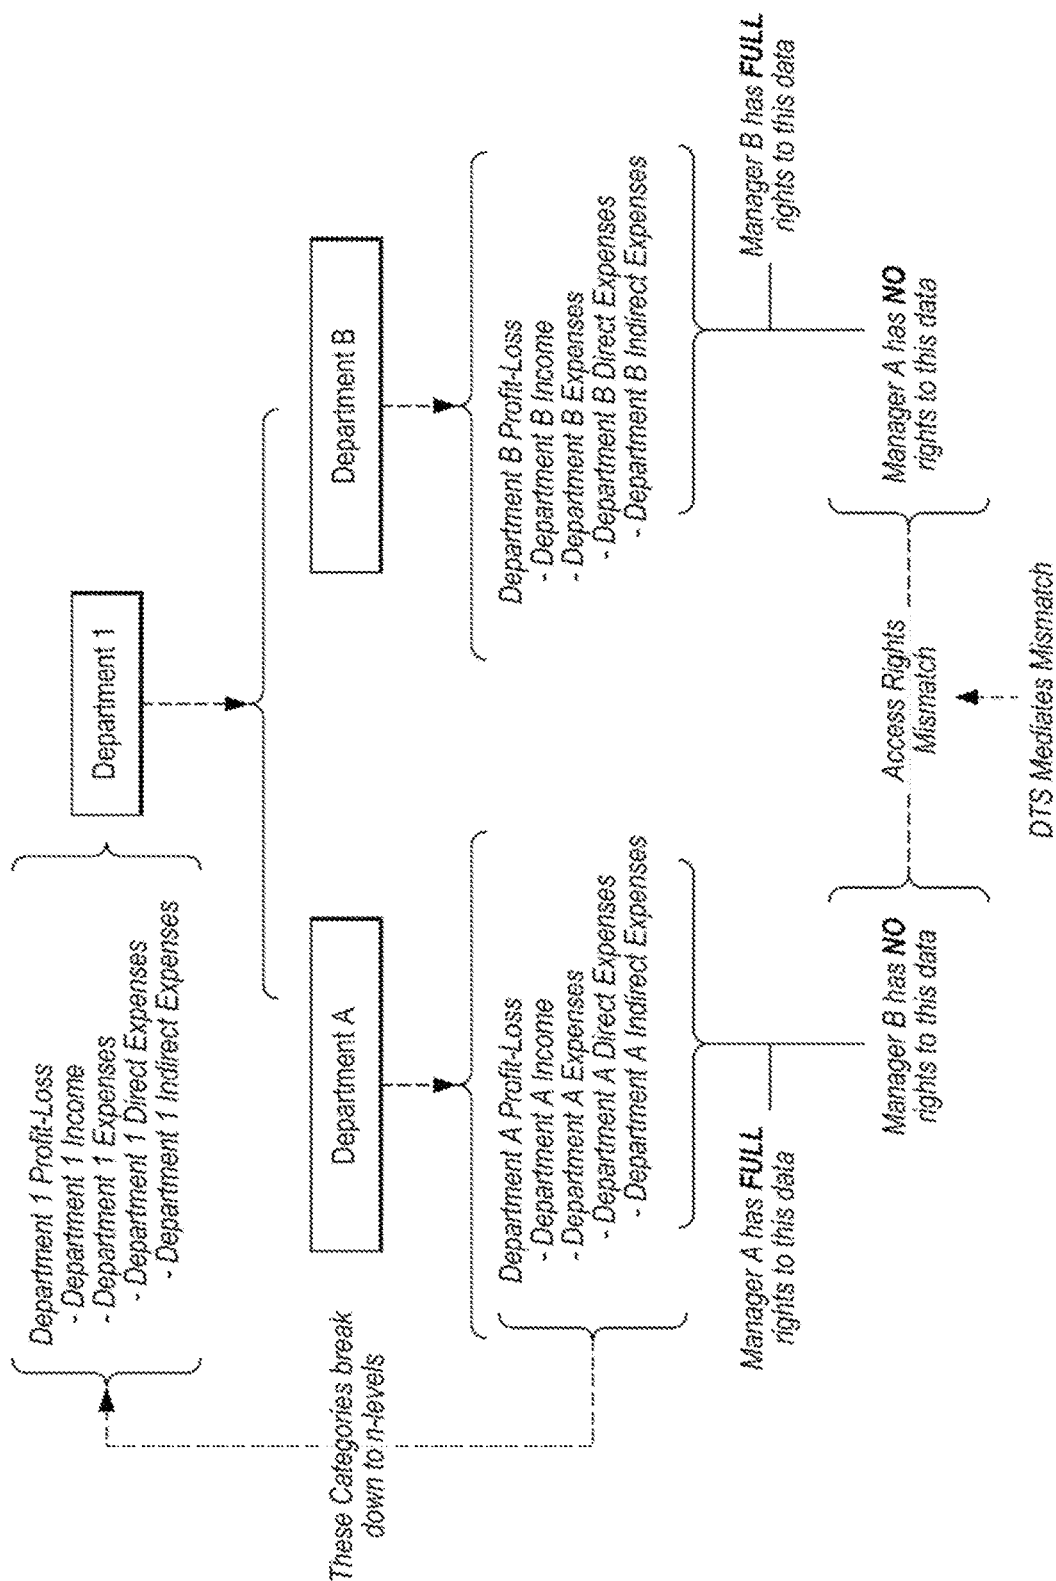 Department 1 Profit-Loss
- Department 1 Income
- Department 1 Expenses
- Department 1 Direct Expenses
- Department 1 Indirect Expenses
Department 1
These Categories break
down to n-levels
Department A
Department B
Department A Profit-Loss
- Department A Income
- Department A Expenses
- Department A Direct Expenses
- Department A Indirect Expenses
Department B Profit-Loss
- Department B Income
- Department B Expenses
- Department B Direct Expenses
- Department B Indirect Expenses
Manager A has FULL
rights to this data
Manager B has FULL
rights to this data
Manager B has NO
rights to this data
Access Rights
Mismatch
Manager A has NO
rights to this data
DTS Mediates Mismatch